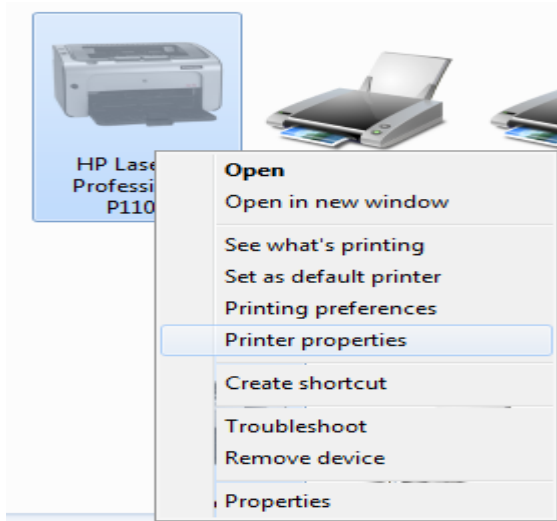 HP Lase
Professi
P110
Open
Open in new window
See what's printing
Set as default printer
Printing preferences
Printer properties
Create shortcut
Troubleshoot
Remove device
Properties